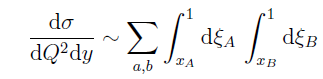 dσ/dQ²dy ∼ ∑_{a,b} ∫_{x_A}^{1} dξ_A ∫_{x_B}^{1} dξ_B